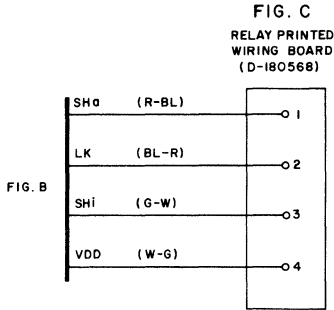 FIG. C
RELAY PRINTED
WIRING BOARD
(D-180568)
SHa (R-BL) 1
LK (BL-R) 2
FIG. B
SHi (G-W) 3
VDD (W-G) 4